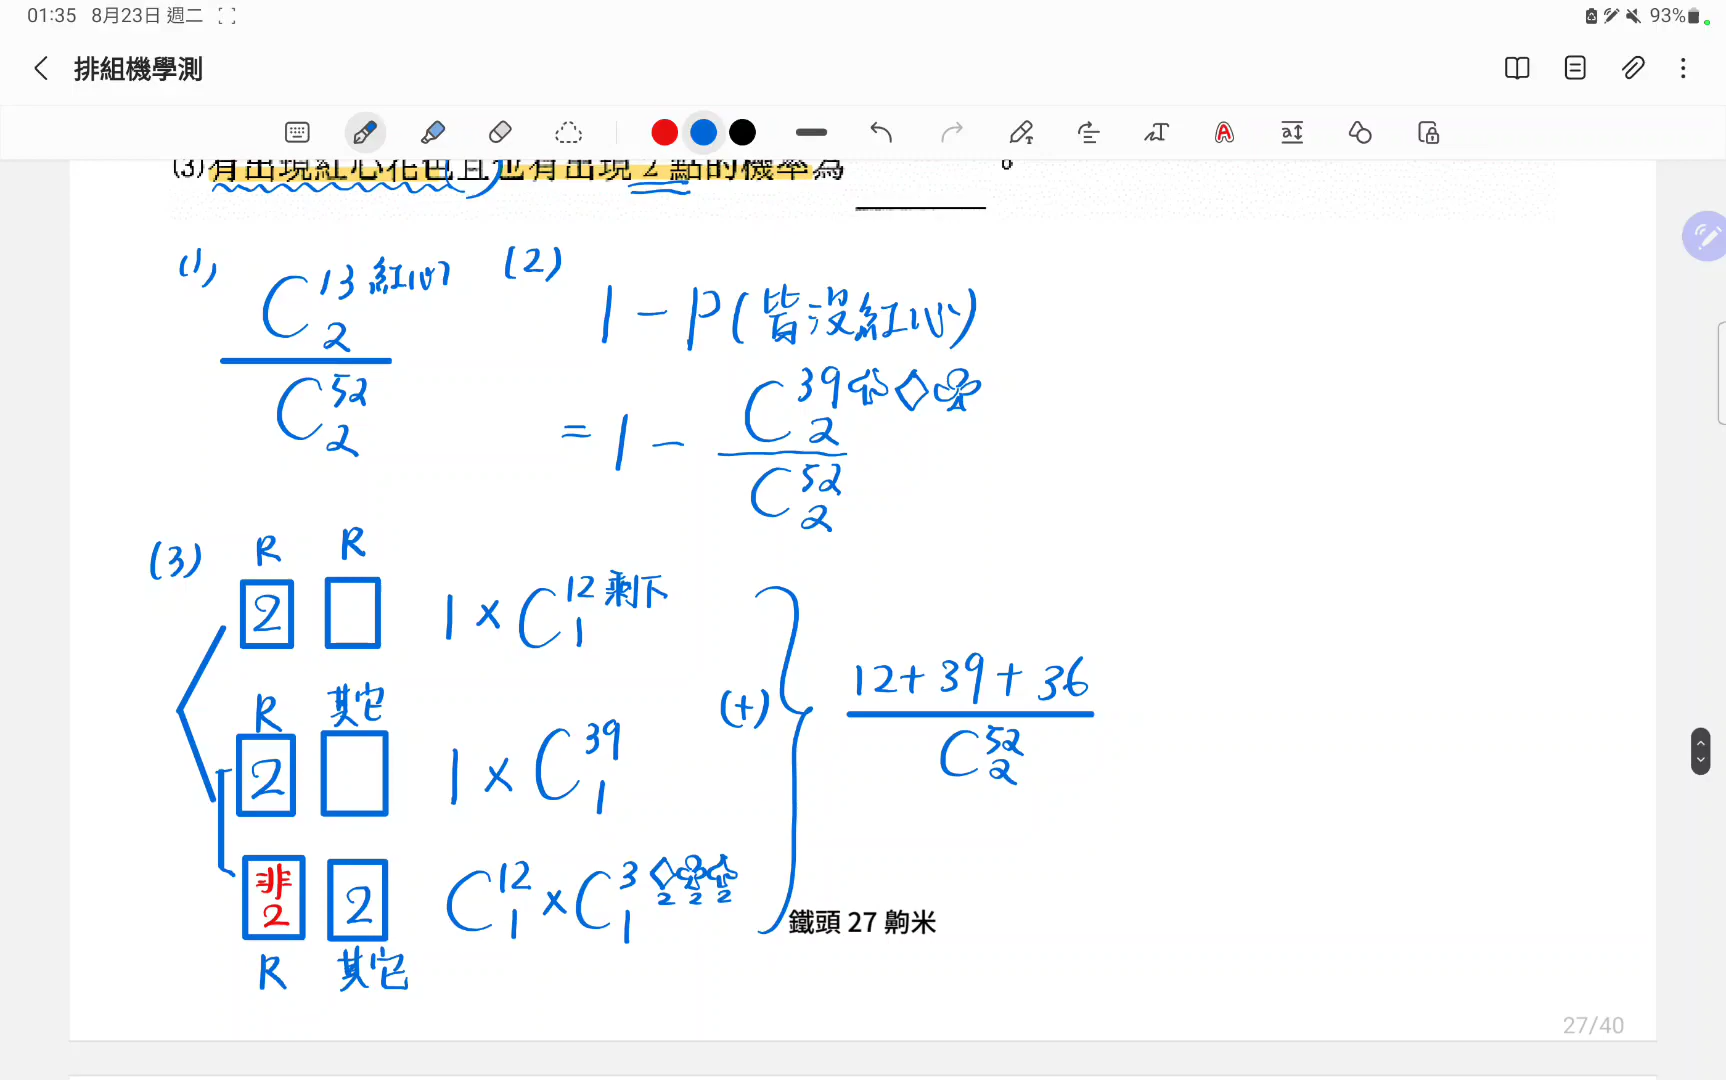 01:35 8月23日 週二 93%
排組機學測
(3)有出現紅心花色且也有出現 2 點的機率為 。
(1) C 13 紅心 2 / C 52 2
(2) 1 - P(皆沒紅心)
= 1 - C 39 ♠◇♣ 2 / C 52 2
(3) R R
2 1 × C 12 剩下 1
R 其它
2 1 × C 39 1
(+) 12 + 39 + 36 / C 52 2
非2 2 C 12 1 × C 3 1 ◇2 ♣2 ♠2
R 其它
鐵頭 27 齁米
27/40